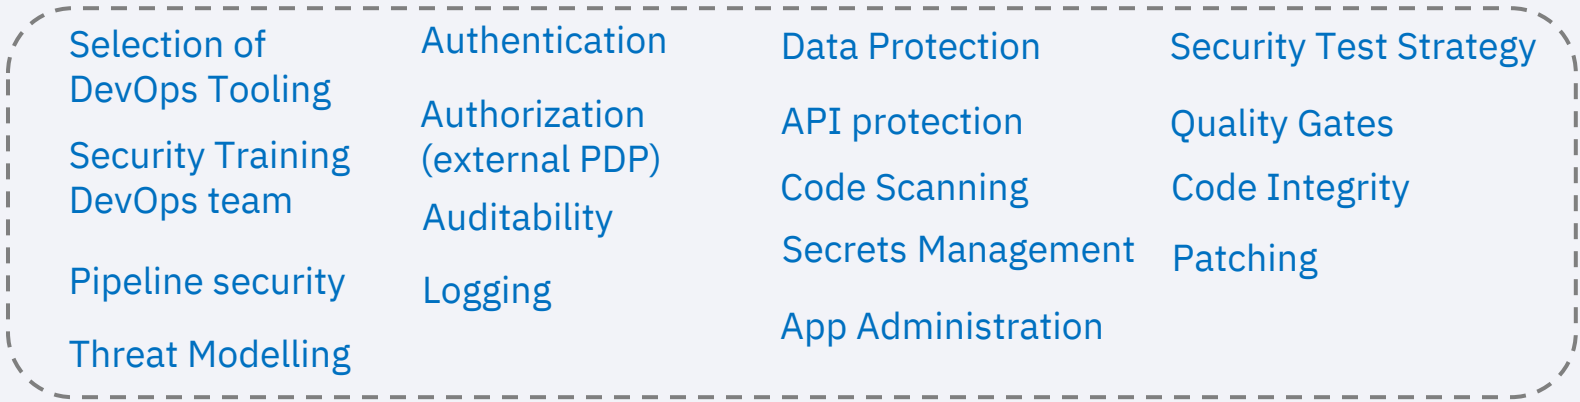 Selection of
DevOps Tooling
Security Training
DevOps team
Pipeline security
Threat Modelling
Authentication
Authorization
(external PDP)
Auditability
Logging
Data Protection
API protection
Code Scanning
Secrets Management
App Administration
Security Test Strategy
Quality Gates
Code Integrity
Patching